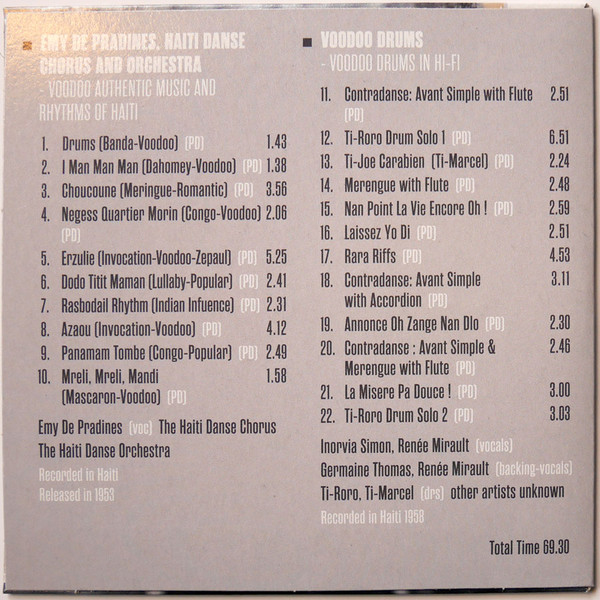 EMY DE PRADINES, HAITI DANSE
CHORUS AND ORCHESTRA
- VOODOO AUTHENTIC MUSIC AND
RHYTHMS OF HAITI
1. Drums (Banda-Voodoo) (PD) 1.43
2. I Man Man Man (Dahomey-Voodoo) (PD) 1.38
3. Choucoune (Meringue-Romantic) (PD) 3.56
4. Negess Quartier Morin (Congo-Voodoo) 2.06
(PD)
5. Erzulie (Invocation-Voodoo-Zepaul) (PD) 5.25
6. Dodo Titit Maman (Lullaby-Popular) (PD) 2.41
7. Rasbodail Rhythm (Indian Infuence) (PD) 2.31
8. Azaou (Invocation-Voodoo) (PD) 4.12
9. Panamam Tombe (Congo-Popular) (PD) 2.49
10. Mreli, Mreli, Mandi 1.58
(Mascaron-Voodoo) (PD)
Emy De Pradines (voc) The Haiti Danse Chorus
The Haiti Danse Orchestra
Recorded in Haiti
Released in 1953
VOODOO DRUMS
- VOODOO DRUMS IN HI-FI
11. Contradanse: Avant Simple with Flute 2.51
(PD)
12. Ti-Roro Drum Solo 1 (PD) 6.51
13. Ti-Joe Carabien (Ti-Marcel) (PD) 2.24
14. Merengue with Flute (PD) 2.48
15. Nan Point La Vie Encore Oh ! (PD) 2.59
16. Laissez Yo Di (PD) 2.51
17. Rara Riffs (PD) 4.53
18. Contradanse: Avant Simple 3.11
with Accordion (PD)
19. Annonce Oh Zange Nan Dlo (PD) 2.30
20. Contradanse : Avant Simple & 2.46
Merengue with Flute (PD)
21. La Misere Pa Douce ! (PD) 3.00
22. Ti-Roro Drum Solo 2 (PD) 3.03
Inorvia Simon, Renée Mirault (vocals)
Germaine Thomas, Renée Mirault (backing-vocals)
Ti-Roro, Ti-Marcel (drs) other artists unknown
Recorded in Haiti 1958
Total Time 69.30